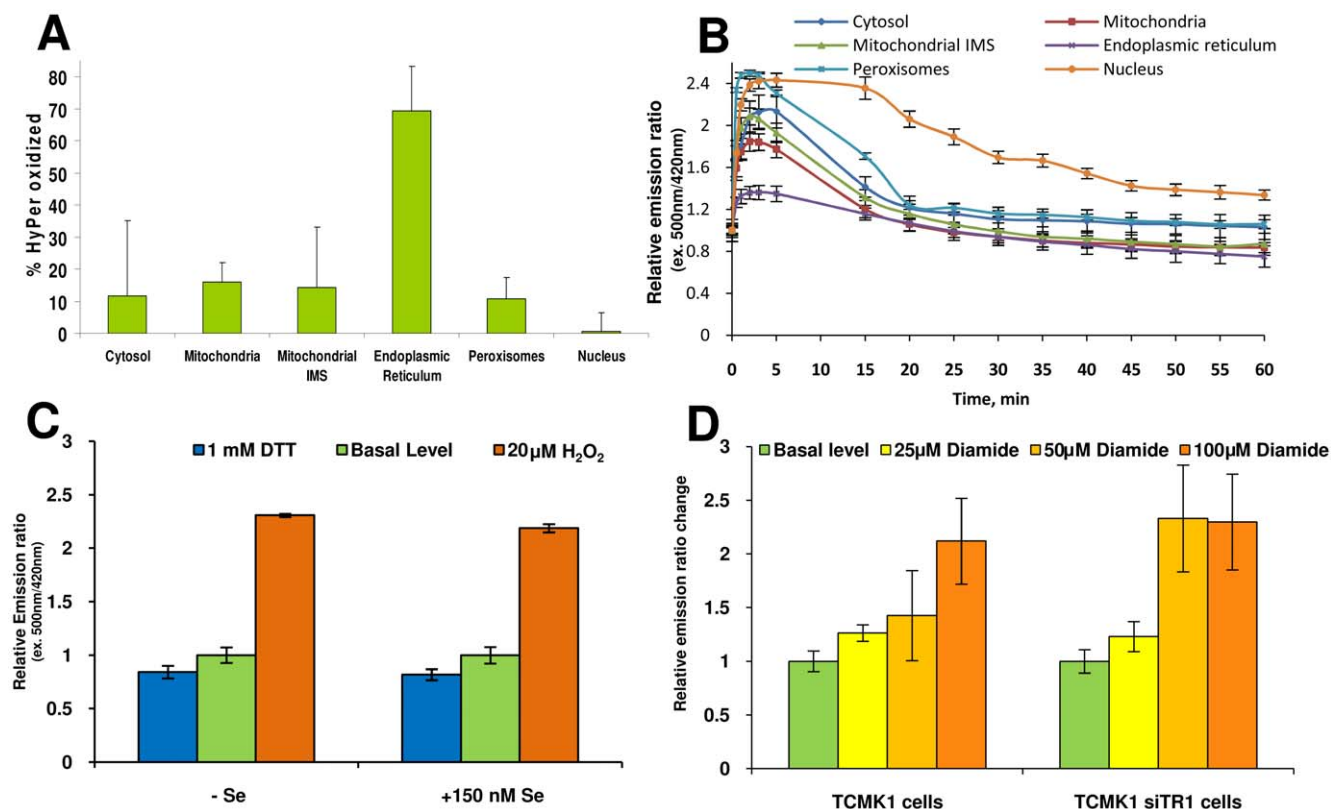 A
% HyPer oxidized
80
70
60
50
40
30
20
10
0
Cytosol
Mitochondria
Mitochondrial
IMS
Endoplasmic
Reticulum
Peroxisomes
Nucleus
B
Cytosol
Mitochondria
Mitochondrial IMS
Endoplasmic reticulum
Peroxisomes
Nucleus
Relative emission ratio
(ex. 500nm/420nm)
2.4
2
1.6
1.2
0.8
0.4
0
0 5 10 15 20 25 30 35 40 45 50 55 60
Time, min
C
1 mM DTT
Basal Level
20µM H₂O₂
Relative Emission ratio
(ex. 500nm/420nm)
3
2.5
2
1.5
1
0.5
0
- Se
+150 nM Se
D
Basal level
25µM Diamide
50µM Diamide
100µM Diamide
Relative emission ratio change
3
2.5
2
1.5
1
0.5
0
TCMK1 cells
TCMK1 siTR1 cells